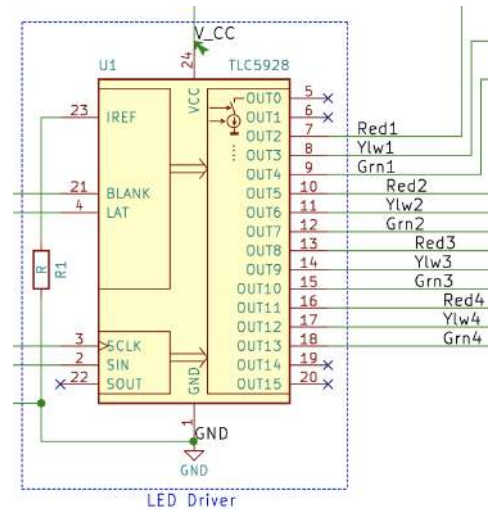 V_CC
U1
TLC5928
24
VCC
23 IREF
OUT0 5
OUT1 6
OUT2 7 Red1
OUT3 8 Ylw1
OUT4 9 Grn1
21 BLANK
OUT5 10 Red2
4 LAT
OUT6 11 Ylw2
OUT7 12 Grn2
OUT8 13 Red3
R R1
OUT9 14 Ylw3
OUT10 15 Grn3
OUT11 16 Red4
OUT12 17 Ylw4
3 SCLK
OUT13 18 Grn4
2 SIN
OUT14 19
22 SOUT
OUT15 20
GND
1
GND
GND
LED Driver